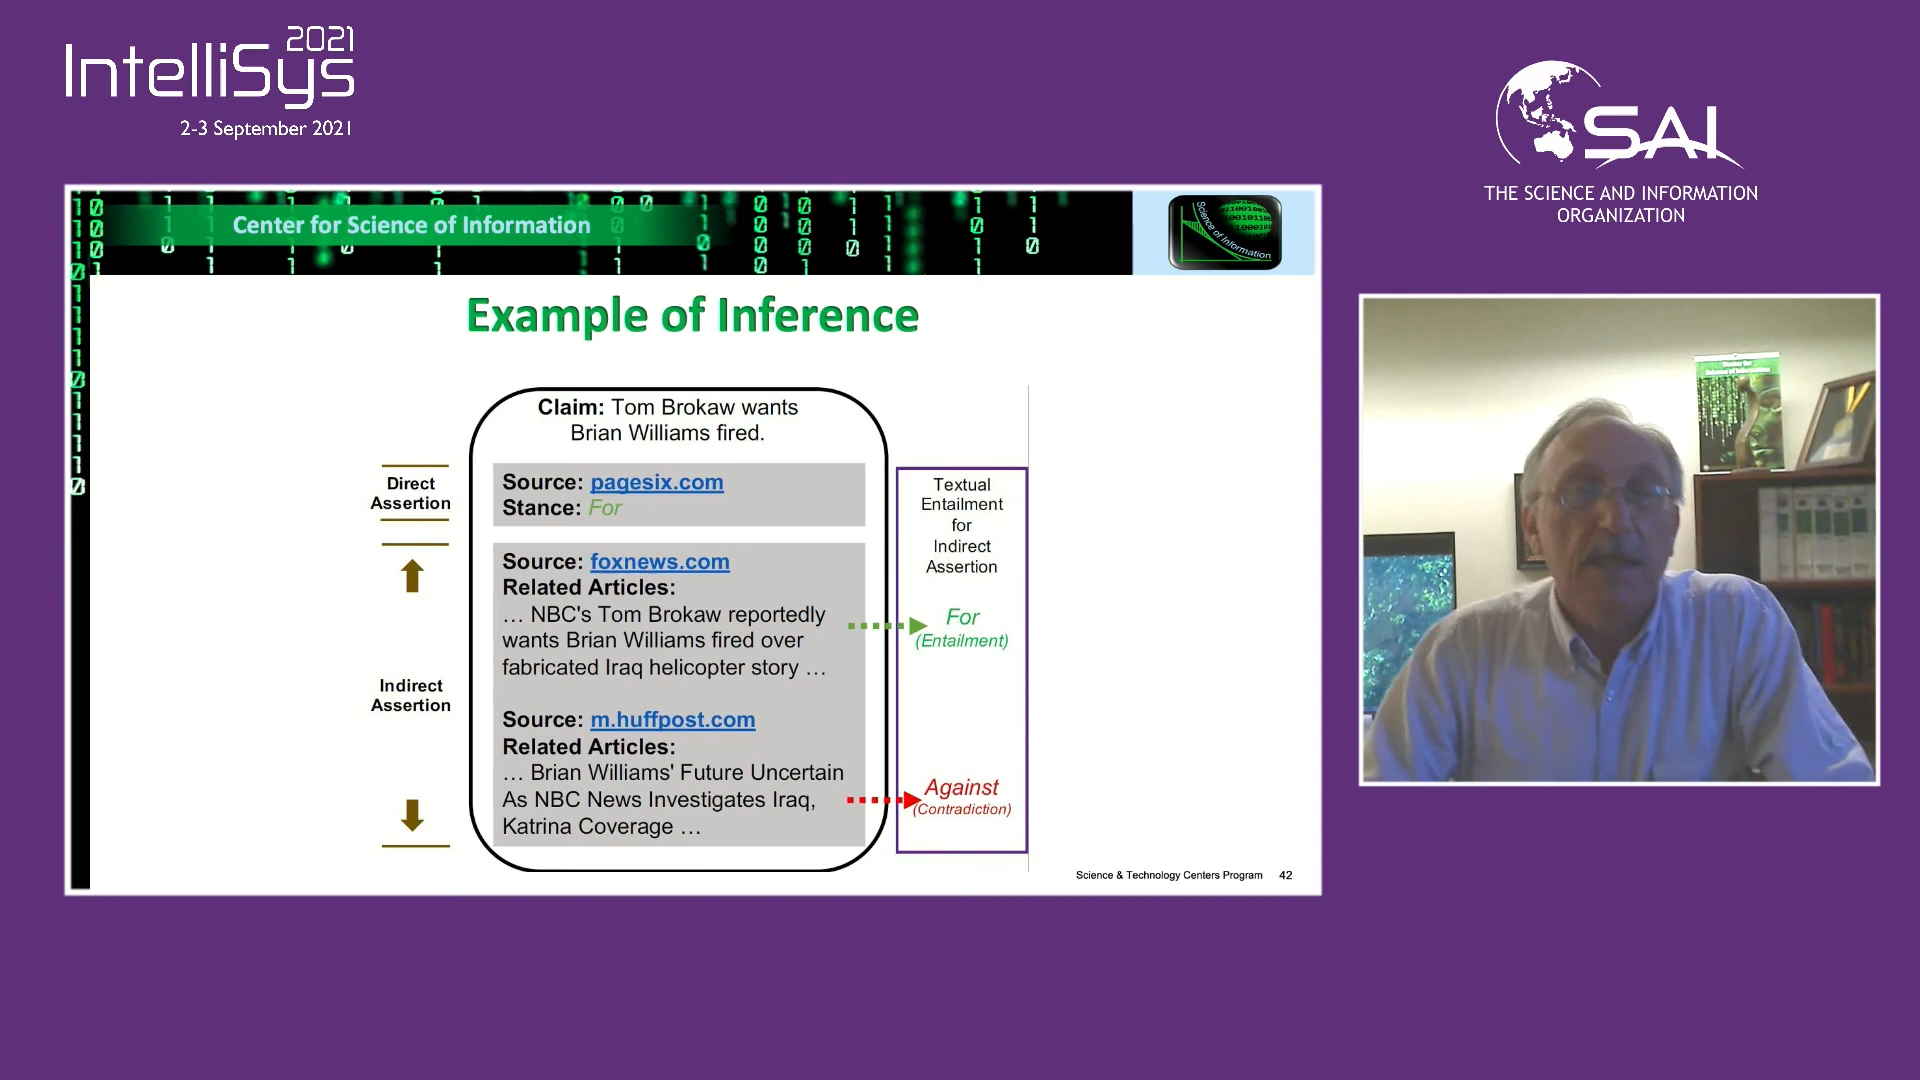 IntelliSys 2021
2-3 September 2021
SAI
THE SCIENCE AND INFORMATION
ORGANIZATION
Center for Science of Information
Science of Information
Example of Inference
Claim: Tom Brokaw wants
Brian Williams fired.
Direct
Assertion
Source: pagesix.com
Stance: For
Indirect
Assertion
Source: foxnews.com
Related Articles:
… NBC's Tom Brokaw reportedly
wants Brian Williams fired over
fabricated Iraq helicopter story …
Source: m.huffpost.com
Related Articles:
… Brian Williams' Future Uncertain
As NBC News Investigates Iraq,
Katrina Coverage …
Textual
Entailment
for
Indirect
Assertion
For
(Entailment)
Against
(Contradiction)
Science & Technology Centers Program 42